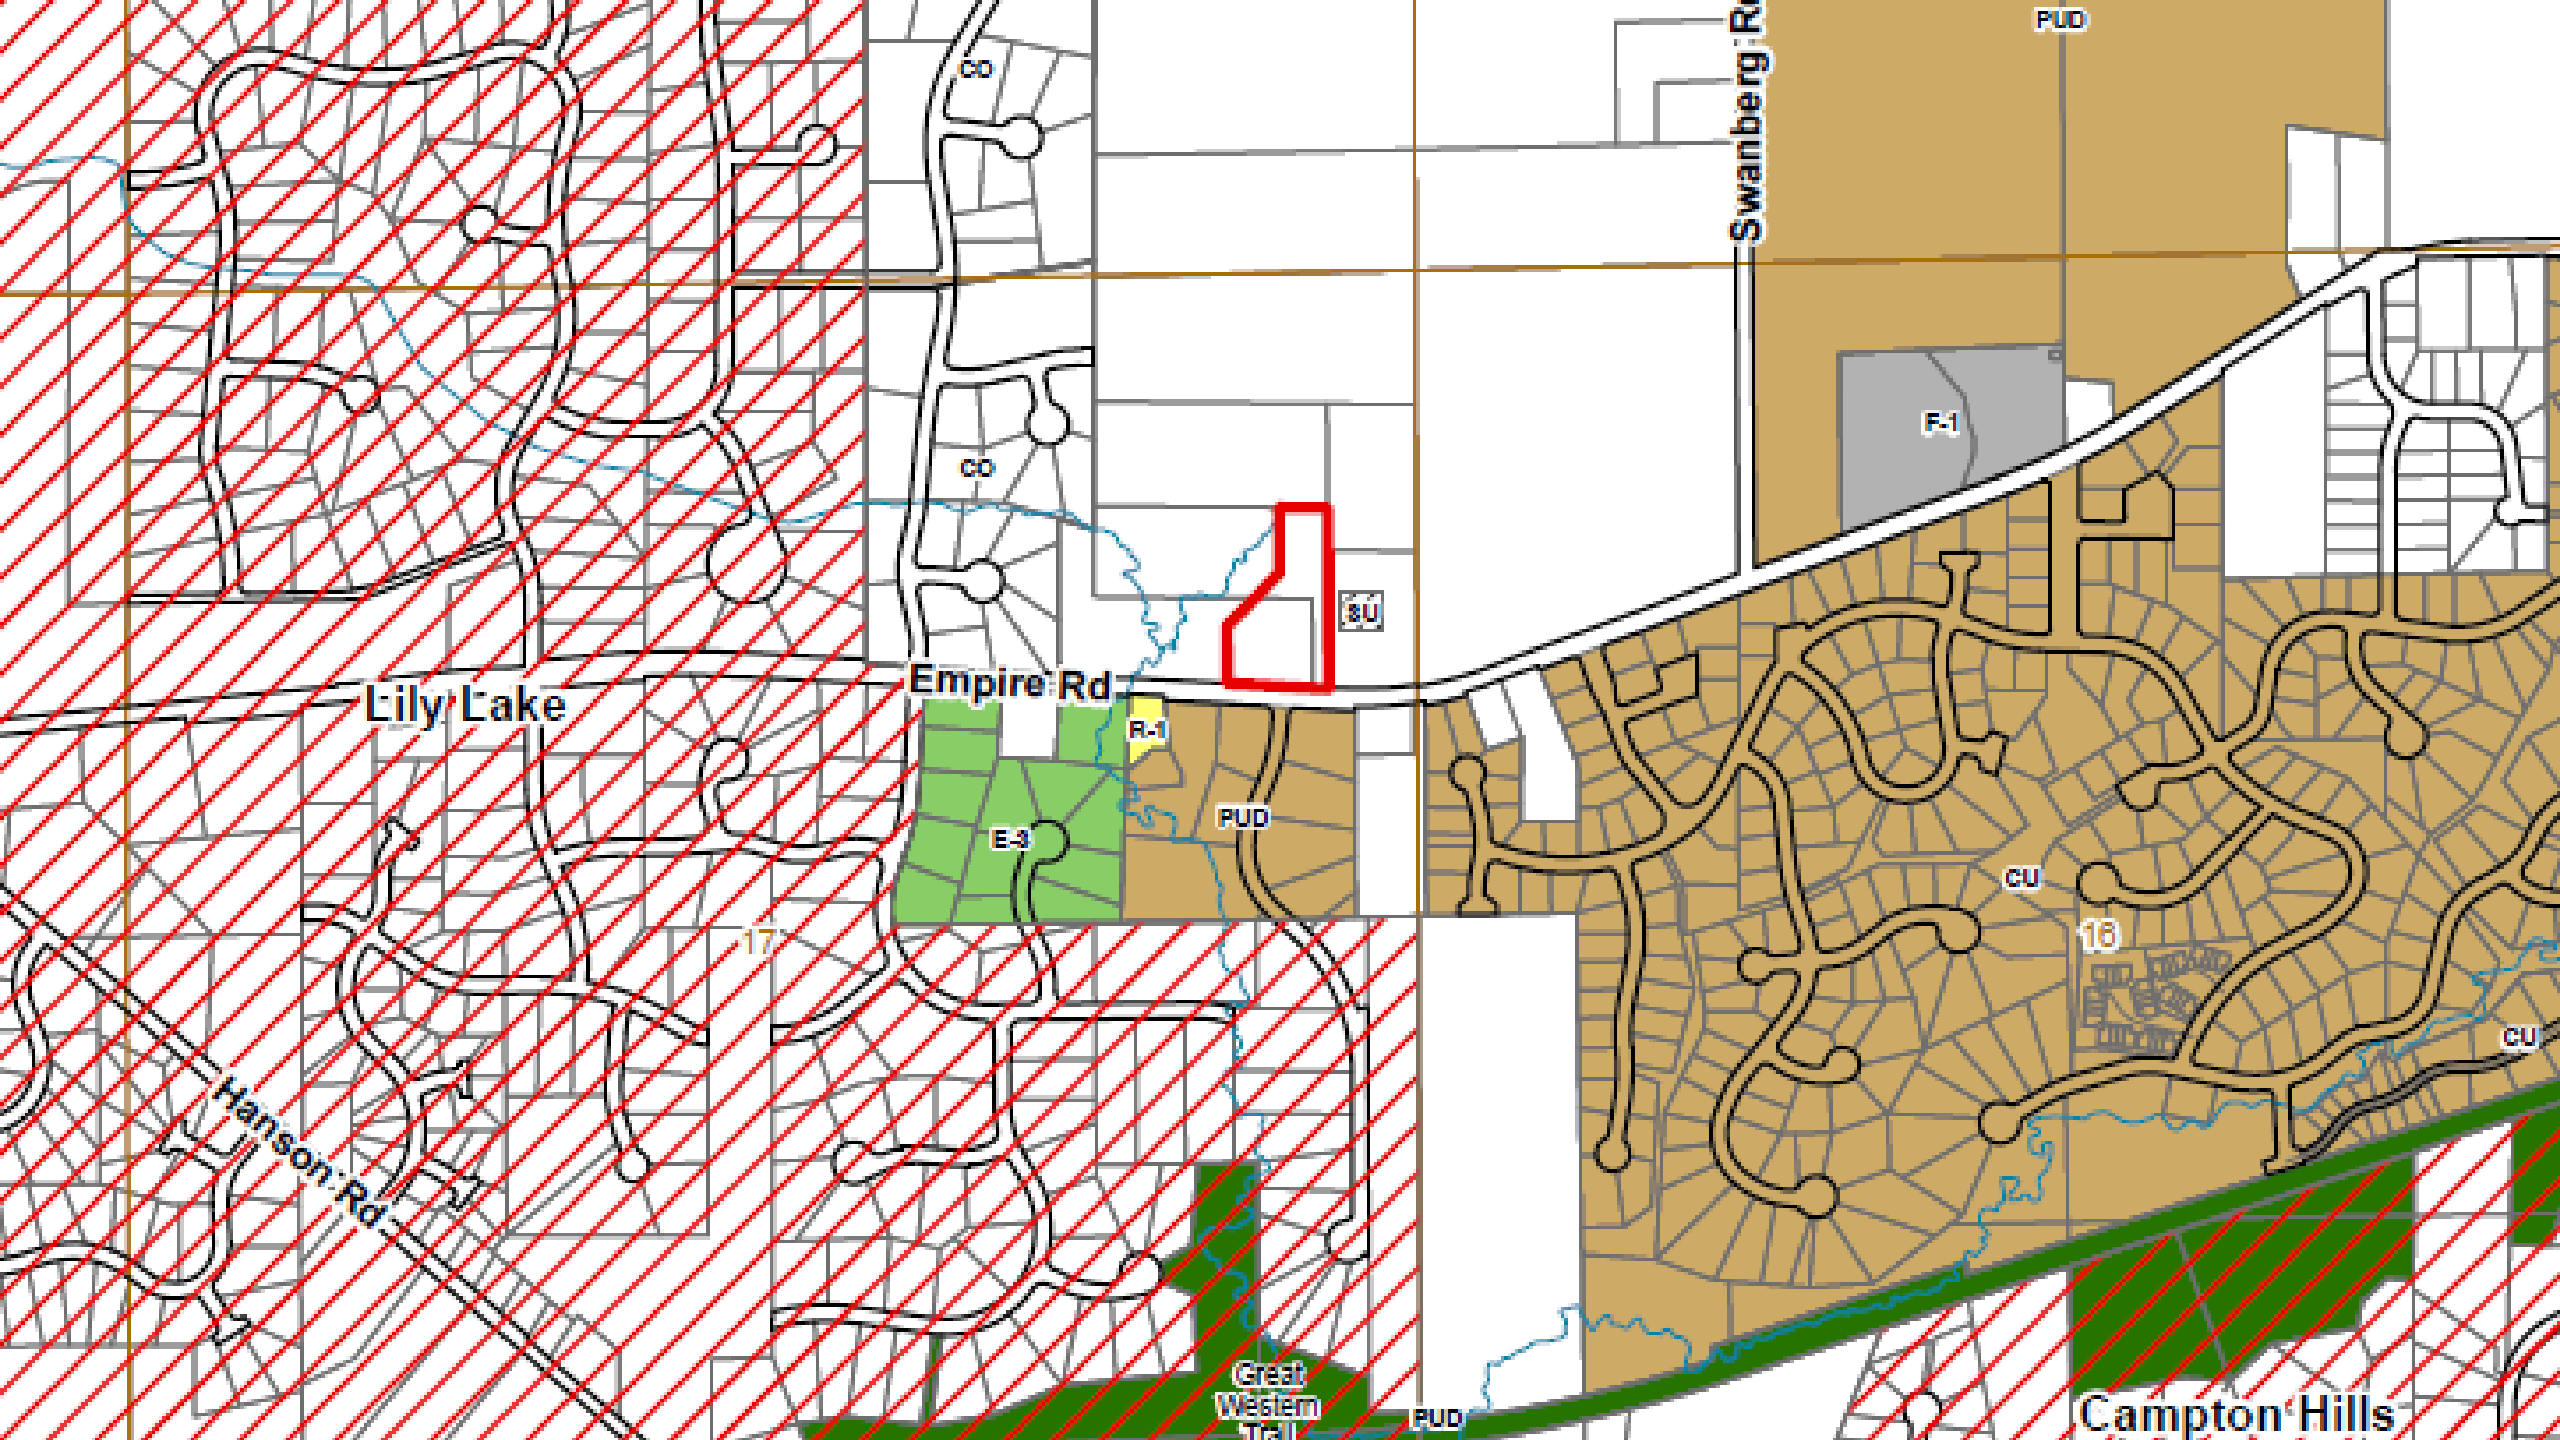 PUD
CO
Swanberg Rd
F-1
CO
SU
Empire Rd
Lily Lake
R-1
PUD
E-3
CU
17
16
CU
Hanson Rd
Great
Western
Trail
PUD
Campton Hills